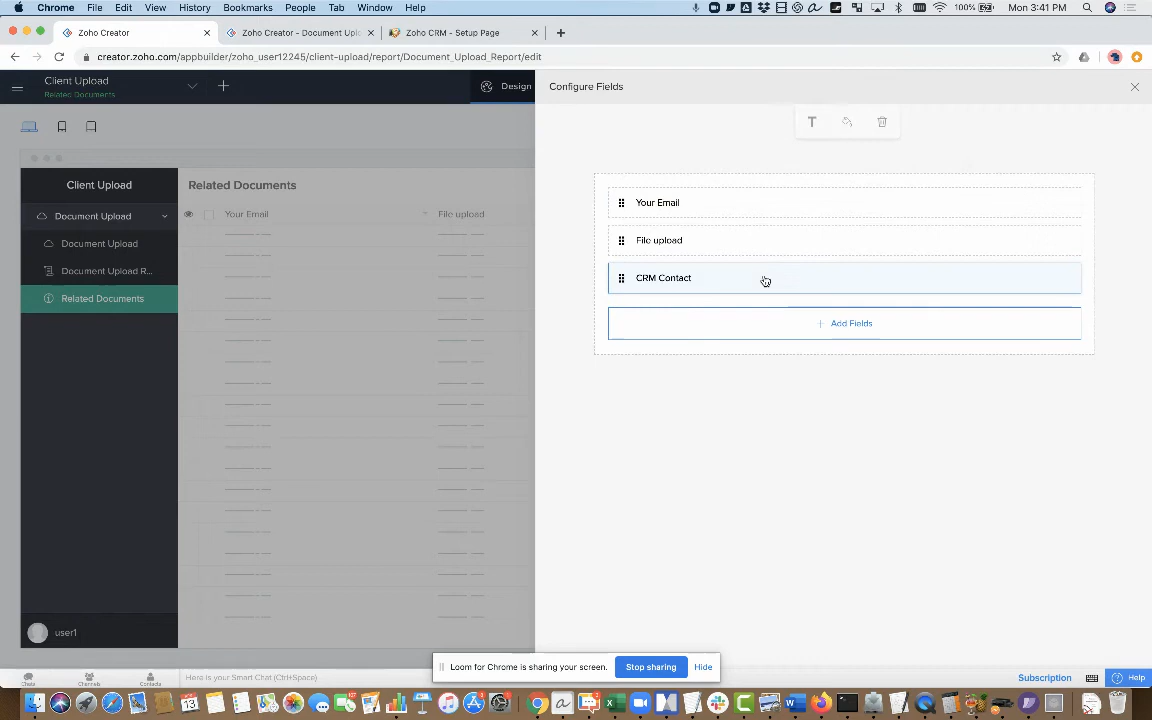 Chrome File Edit View History Bookmarks People Tab Window Help 100% Mon 3:41 PM
Zoho Creator
Zoho Creator - Document Uplo
Zoho CRM - Setup Page
creator.zoho.com/appbuilder/zoho_user12245/client-upload/report/Document_Upload_Report/edit
Client Upload
Related Documents
Design
Configure Fields
Client Upload
Document Upload
Document Upload
Document Upload R...
Related Documents
user1
Related Documents
Your Email
File upload
Your Email
File upload
CRM Contact
+ Add Fields
Loom for Chrome is sharing your screen. Stop sharing Hide
Chats Channels Contacts
Here is your Smart Chat (Ctrl+Space)
Subscription
Help
13